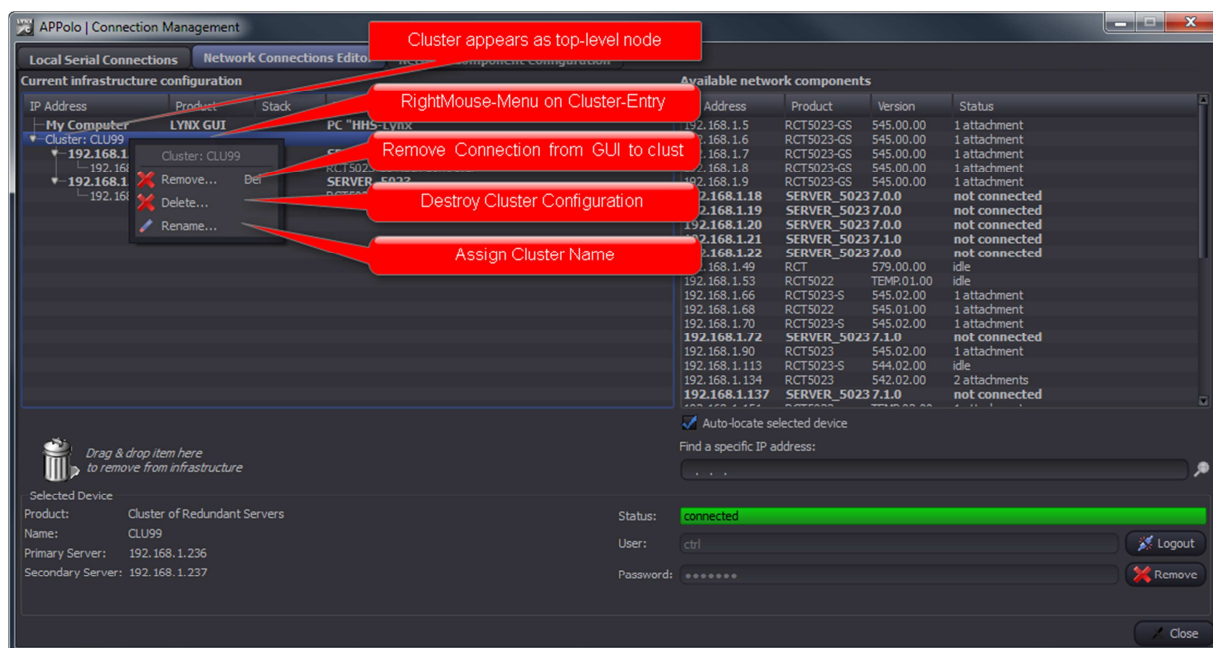 APPolo | Connection Management
Local Serial Connections
Network Connections Editor
Current infrastructure configuration
IP Address Product Stack
My Computer LYNX GUI PC "HHS-Lynx
Cluster: CLU99
192.168.1
192.168
192.168.1 SERVER_5023
192.168
Cluster: CLU99
Remove... Del
Delete...
Rename...
Cluster appears as top-level node
RightMouse-Menu on Cluster-Entry
Remove Connection from GUI to clust
Destroy Cluster Configuration
Assign Cluster Name
Available network components
Address Product Version Status
192.168.1.5 RCT5023-GS 545.00.00 1 attachment
192.168.1.6 RCT5023-GS 545.00.00 1 attachment
192.168.1.7 RCT5023-GS 545.00.00 1 attachment
192.168.1.8 RCT5023-GS 545.00.00 1 attachment
192.168.1.9 RCT5023-GS 545.00.00 1 attachment
192.168.1.18 SERVER_5023 7.0.0 not connected
192.168.1.19 SERVER_5023 7.0.0 not connected
192.168.1.20 SERVER_5023 7.0.0 not connected
192.168.1.21 SERVER_5023 7.1.0 not connected
192.168.1.22 SERVER_5023 7.0.0 not connected
192.168.1.49 RCT 579.00.00 idle
192.168.1.53 RCT5022 TEMP.01.00 idle
192.168.1.66 RCT5023-S 545.02.00 1 attachment
192.168.1.68 RCT5022 545.01.00 1 attachment
192.168.1.70 RCT5023-S 545.02.00 1 attachment
192.168.1.72 SERVER_5023 7.1.0 not connected
192.168.1.90 RCT5023 545.02.00 1 attachment
192.168.1.113 RCT5023-S 544.02.00 idle
192.168.1.134 RCT5023 542.02.00 2 attachments
192.168.1.137 SERVER_5023 7.1.0 not connected
Auto-locate selected device
Find a specific IP address:
. . .
Drag & drop item here
to remove from infrastructure
Selected Device
Product: Cluster of Redundant Servers
Name: CLU99
Primary Server: 192.168.1.236
Secondary Server: 192.168.1.237
Status: connected
User: ctrl Logout
Password: ●●●●●●● Remove
Close